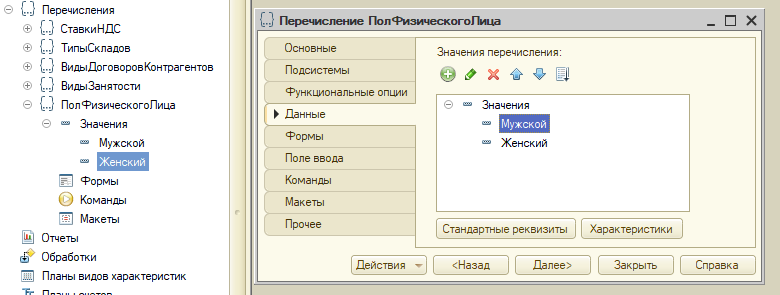 Перечисления
СтавкиНДС
ТипыСкладов
ВидыДоговоровКонтрагентов
ВидыЗанятости
ПолФизическогоЛица
Значения
Мужской
Женский
Формы
Команды
Макеты
Отчеты
Обработки
Планы видов характеристик
Планы счетов
Перечисление ПолФизическогоЛица
Основные
Подсистемы
Функциональные опции
Данные
Формы
Поле ввода
Команды
Макеты
Прочее
Значения перечисления:
Значения
Мужской
Женский
Стандартные реквизиты Характеристики
Действия <Назад Далее> Закрыть Справка